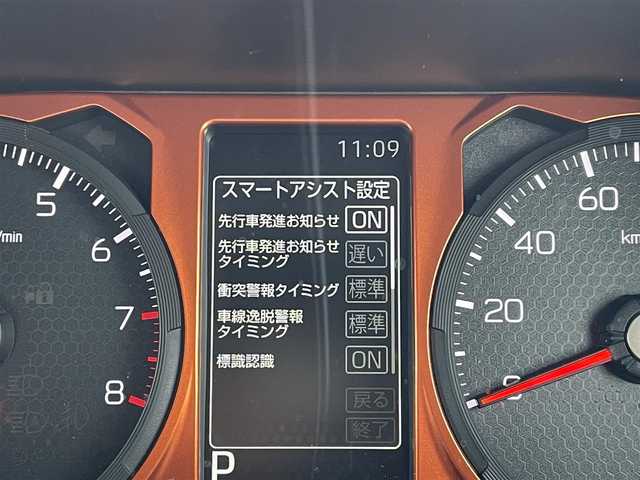 11:09
スマートアシスト設定
先行車発進お知らせ ON
先行車発進お知らせ
タイミング 遅い
衝突警報タイミング 標準
車線逸脱警報
タイミング 標準
標識認識 ON
戻る
終了
P
5
/min
6
7
8
60
km
40
20